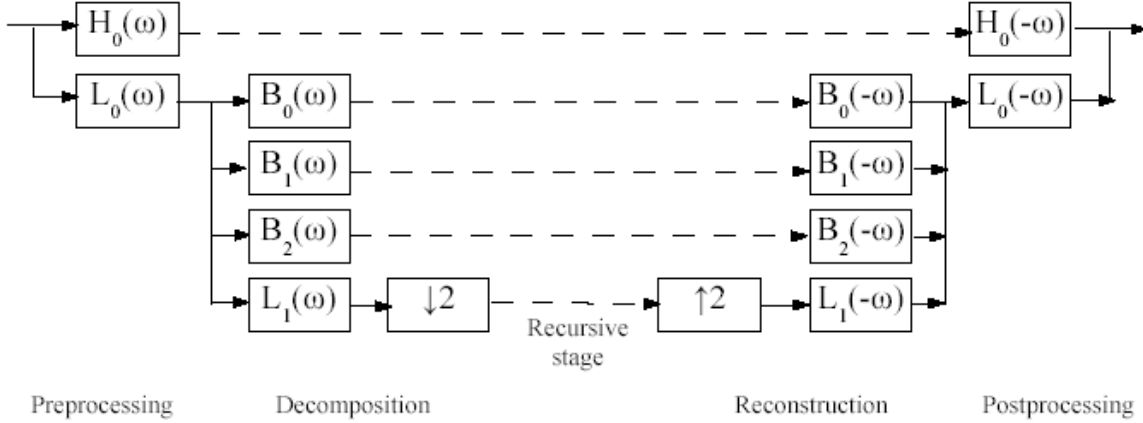 H₀(ω) H₀(-ω)
L₀(ω) B₀(ω) B₀(-ω) L₀(-ω)
B₁(ω) B₁(-ω)
B₂(ω) B₂(-ω)
L₁(ω) ↓2 ↑2 L₁(-ω)
Recursive
stage
Preprocessing Decomposition Reconstruction Postprocessing